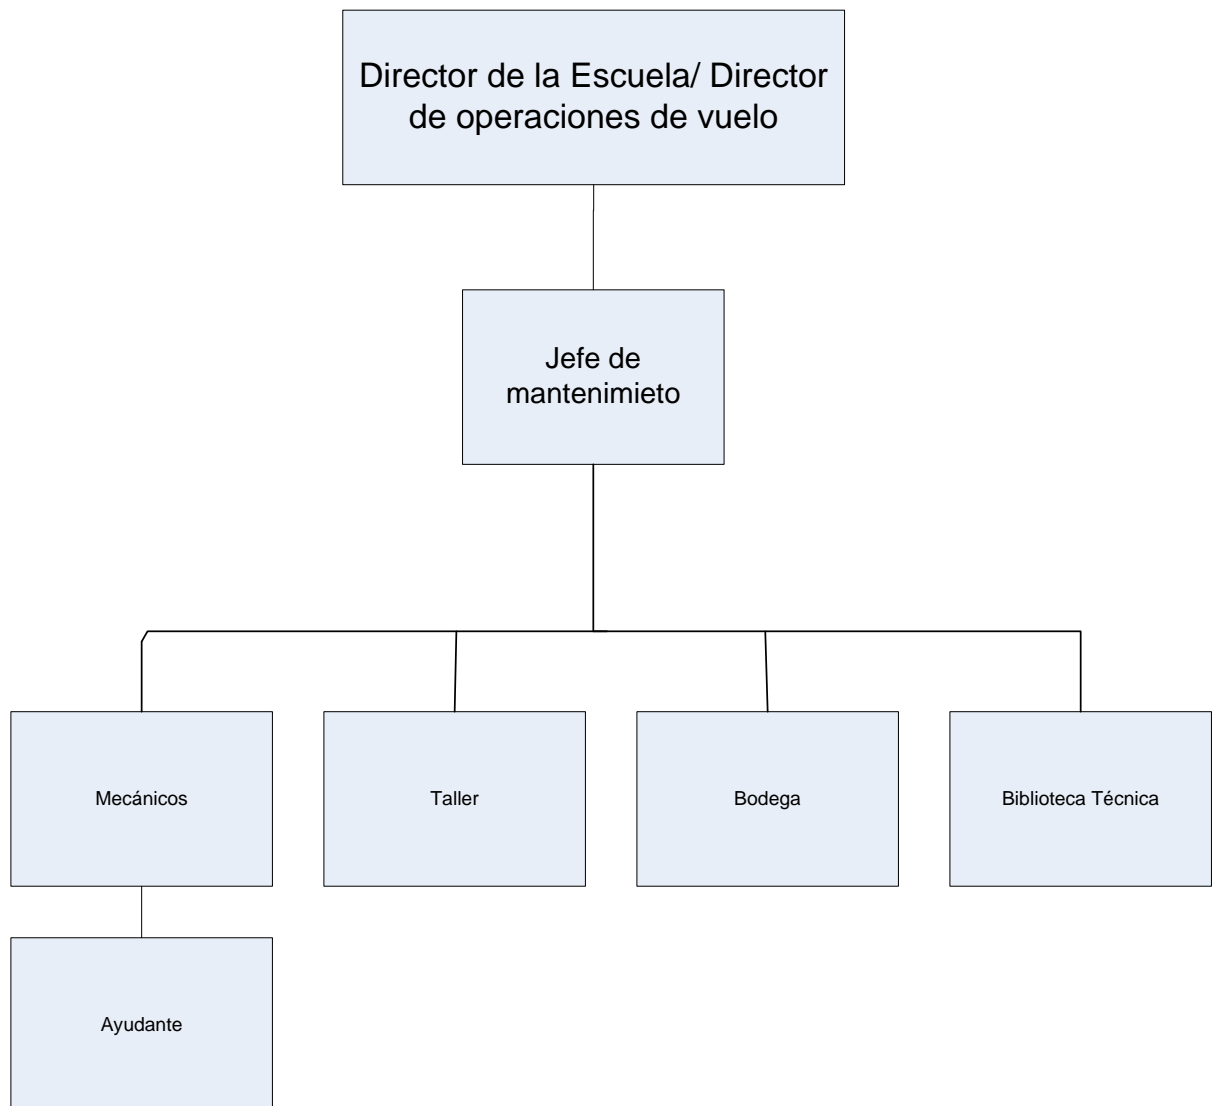 Director de la Escuela/ Director
de operaciones de vuelo
Jefe de
mantenimieto
Mecánicos
Taller
Bodega
Biblioteca Técnica
Ayudante